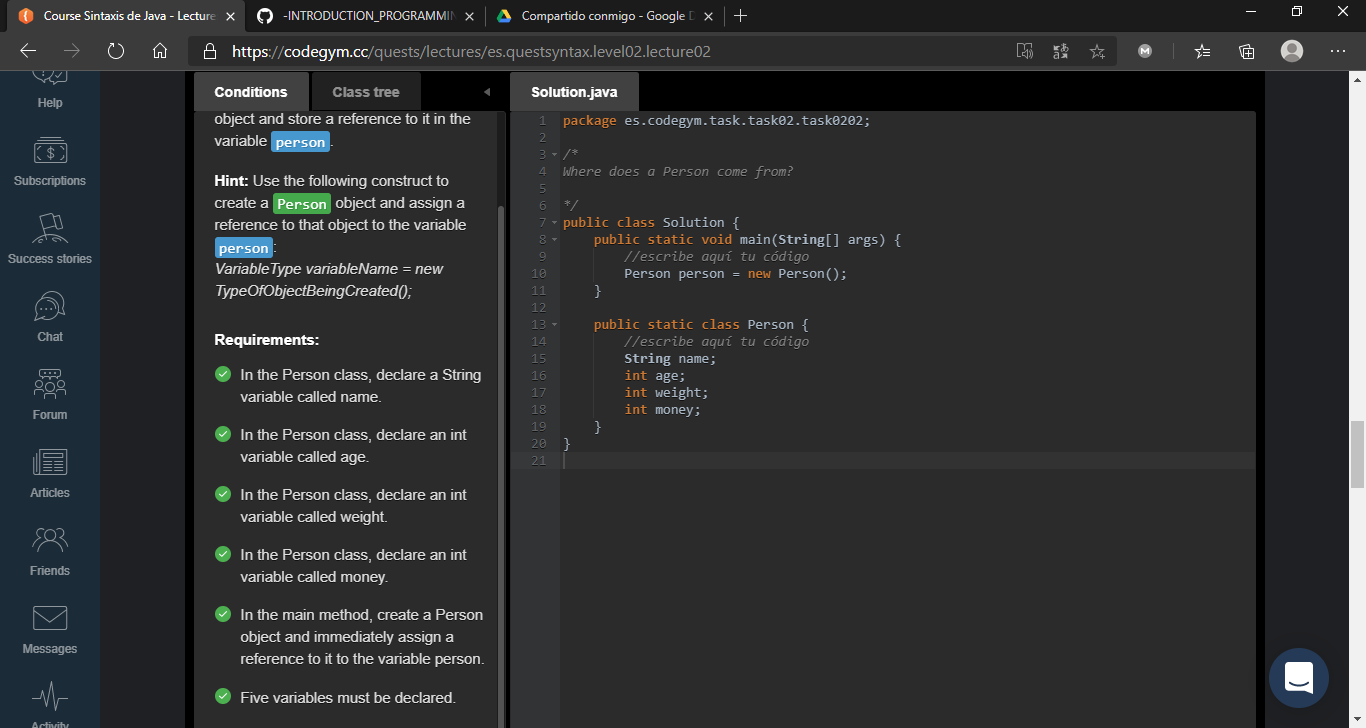 Course Sintaxis de Java - Lecture
-INTRODUCTION_PROGRAMMIN
Compartido conmigo - Google D
https://codegym.cc/quests/lectures/es.questsyntax.level02.lecture02
M
Help
Subscriptions
Success stories
Chat
Forum
Articles
Friends
Messages
Activity
Conditions
Class tree
object and store a reference to it in the
variable person.
Hint: Use the following construct to
create a Person object and assign a
reference to that object to the variable
person:
VariableType variableName = new
TypeOfObjectBeingCreated();
Requirements:
In the Person class, declare a String
variable called name.
In the Person class, declare an int
variable called age.
In the Person class, declare an int
variable called weight.
In the Person class, declare an int
variable called money.
In the main method, create a Person
object and immediately assign a
reference to it to the variable person.
Five variables must be declared.
Solution.java
1 package es.codegym.task.task02.task0202;
2
3 /*
4 Where does a Person come from?
5
6 */
7 public class Solution {
8 public static void main(String[] args) {
9 //escribe aquí tu código
10 Person person = new Person();
11 }
12
13 public static class Person {
14 //escribe aquí tu código
15 String name;
16 int age;
17 int weight;
18 int money;
19 }
20 }
21